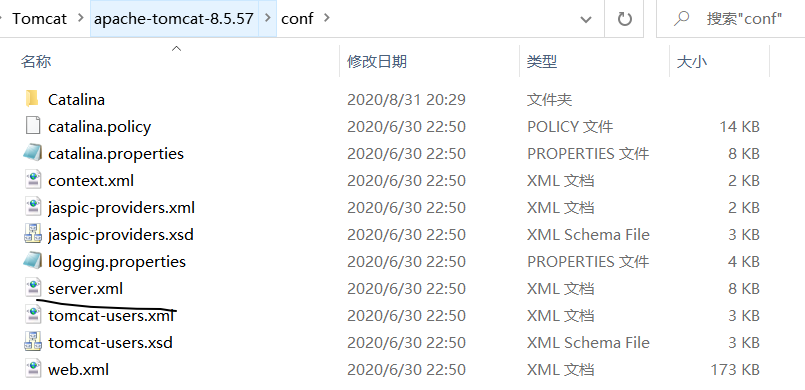 Tomcat > apache-tomcat-8.5.57 > conf > 搜索"conf"
名称 修改日期 类型 大小
Catalina 2020/8/31 20:29 文件夹
catalina.policy 2020/6/30 22:50 POLICY 文件 14 KB
catalina.properties 2020/6/30 22:50 PROPERTIES 文件 8 KB
context.xml 2020/6/30 22:50 XML 文档 2 KB
jaspic-providers.xml 2020/6/30 22:50 XML 文档 2 KB
jaspic-providers.xsd 2020/6/30 22:50 XML Schema File 3 KB
logging.properties 2020/6/30 22:50 PROPERTIES 文件 4 KB
server.xml 2020/6/30 22:50 XML 文档 8 KB
tomcat-users.xml 2020/6/30 22:50 XML 文档 3 KB
tomcat-users.xsd 2020/6/30 22:50 XML Schema File 3 KB
web.xml 2020/6/30 22:50 XML 文档 173 KB